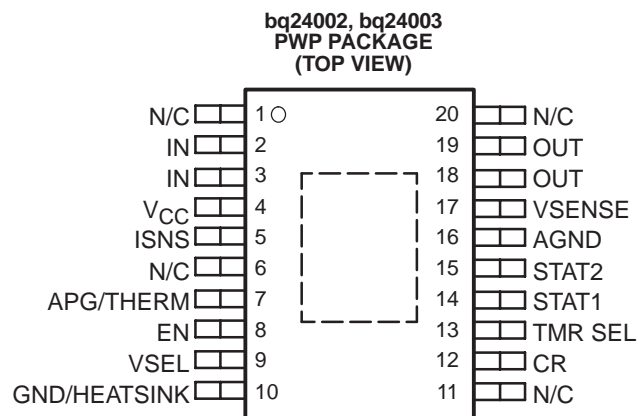 bq24002, bq24003
PWP PACKAGE
(TOP VIEW)
N/C 1 20 N/C
IN 2 19 OUT
IN 3 18 OUT
VCC 4 17 VSENSE
ISNS 5 16 AGND
N/C 6 15 STAT2
APG/THERM 7 14 STAT1
EN 8 13 TMR SEL
VSEL 9 12 CR
GND/HEATSINK 10 11 N/C